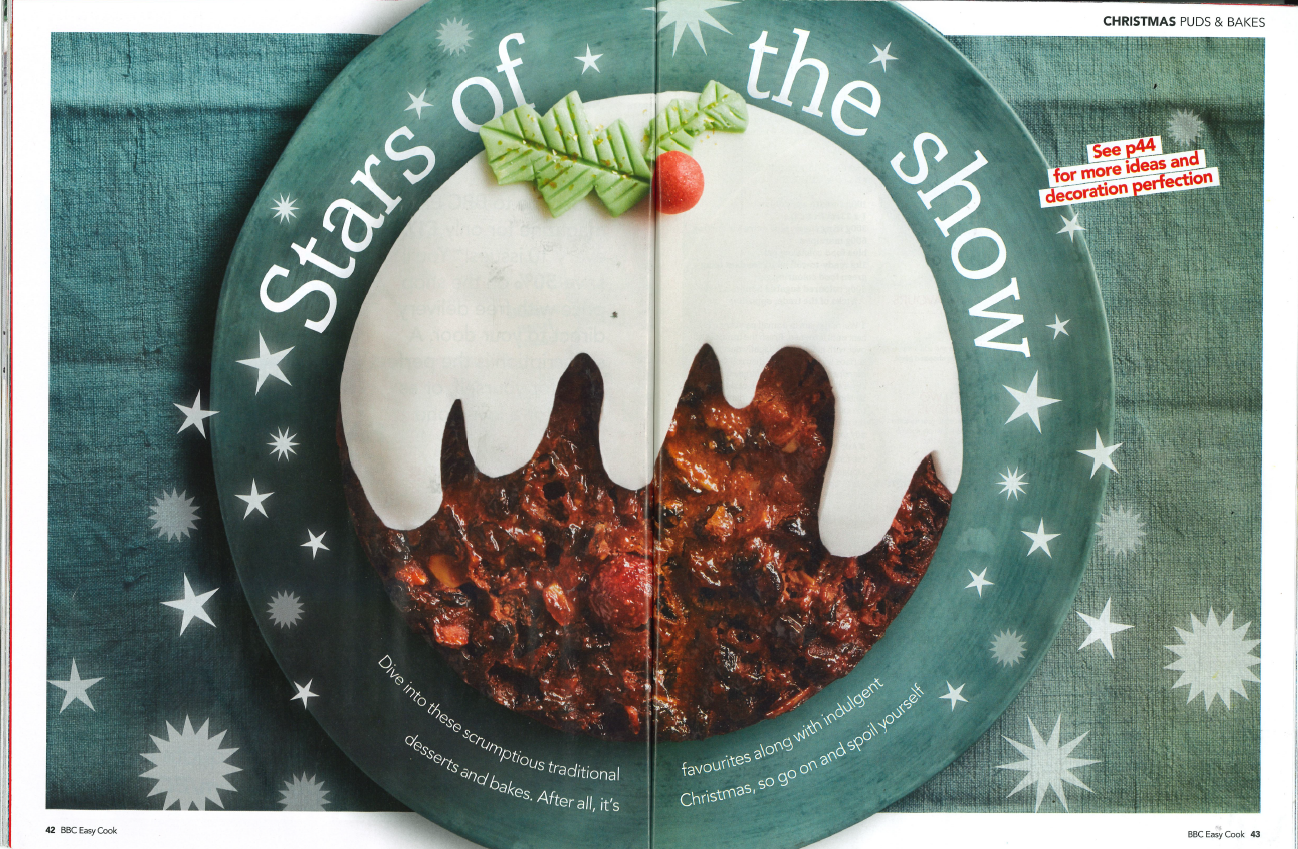 CHRISTMAS PUDS & BAKES
Stars of the show
See p44
for more ideas and
decoration perfection
Dive into these scrumptious traditional
favourites along with indulgent
desserts and bakes. After all, it's
Christmas, so go on and spoil yourself
42 BBC Easy Cook
BBC Easy Cook 43